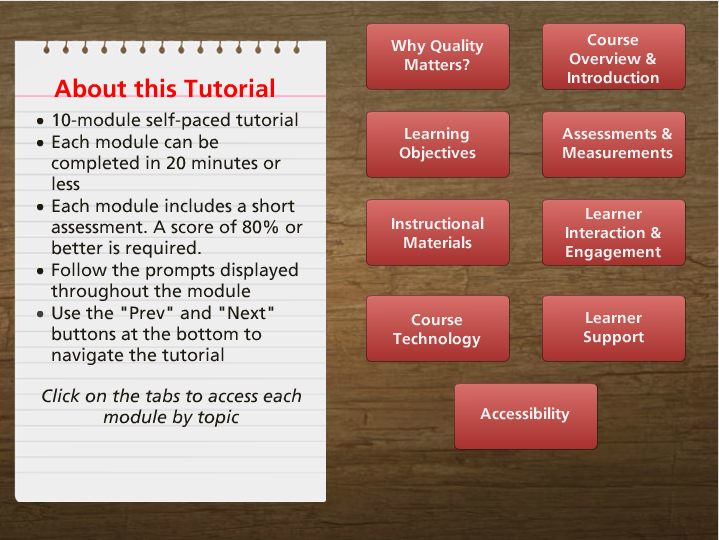 About this Tutorial
• 10-module self-paced tutorial
• Each module can be
completed in 20 minutes or
less
• Each module includes a short
assessment. A score of 80% or
better is required.
• Follow the prompts displayed
throughout the module
• Use the "Prev" and "Next"
buttons at the bottom to
navigate the tutorial
Click on the tabs to access each
module by topic
Why Quality
Matters?
Course
Overview &
Introduction
Learning
Objectives
Assessments &
Measurements
Instructional
Materials
Learner
Interaction &
Engagement
Course
Technology
Learner
Support
Accessibility